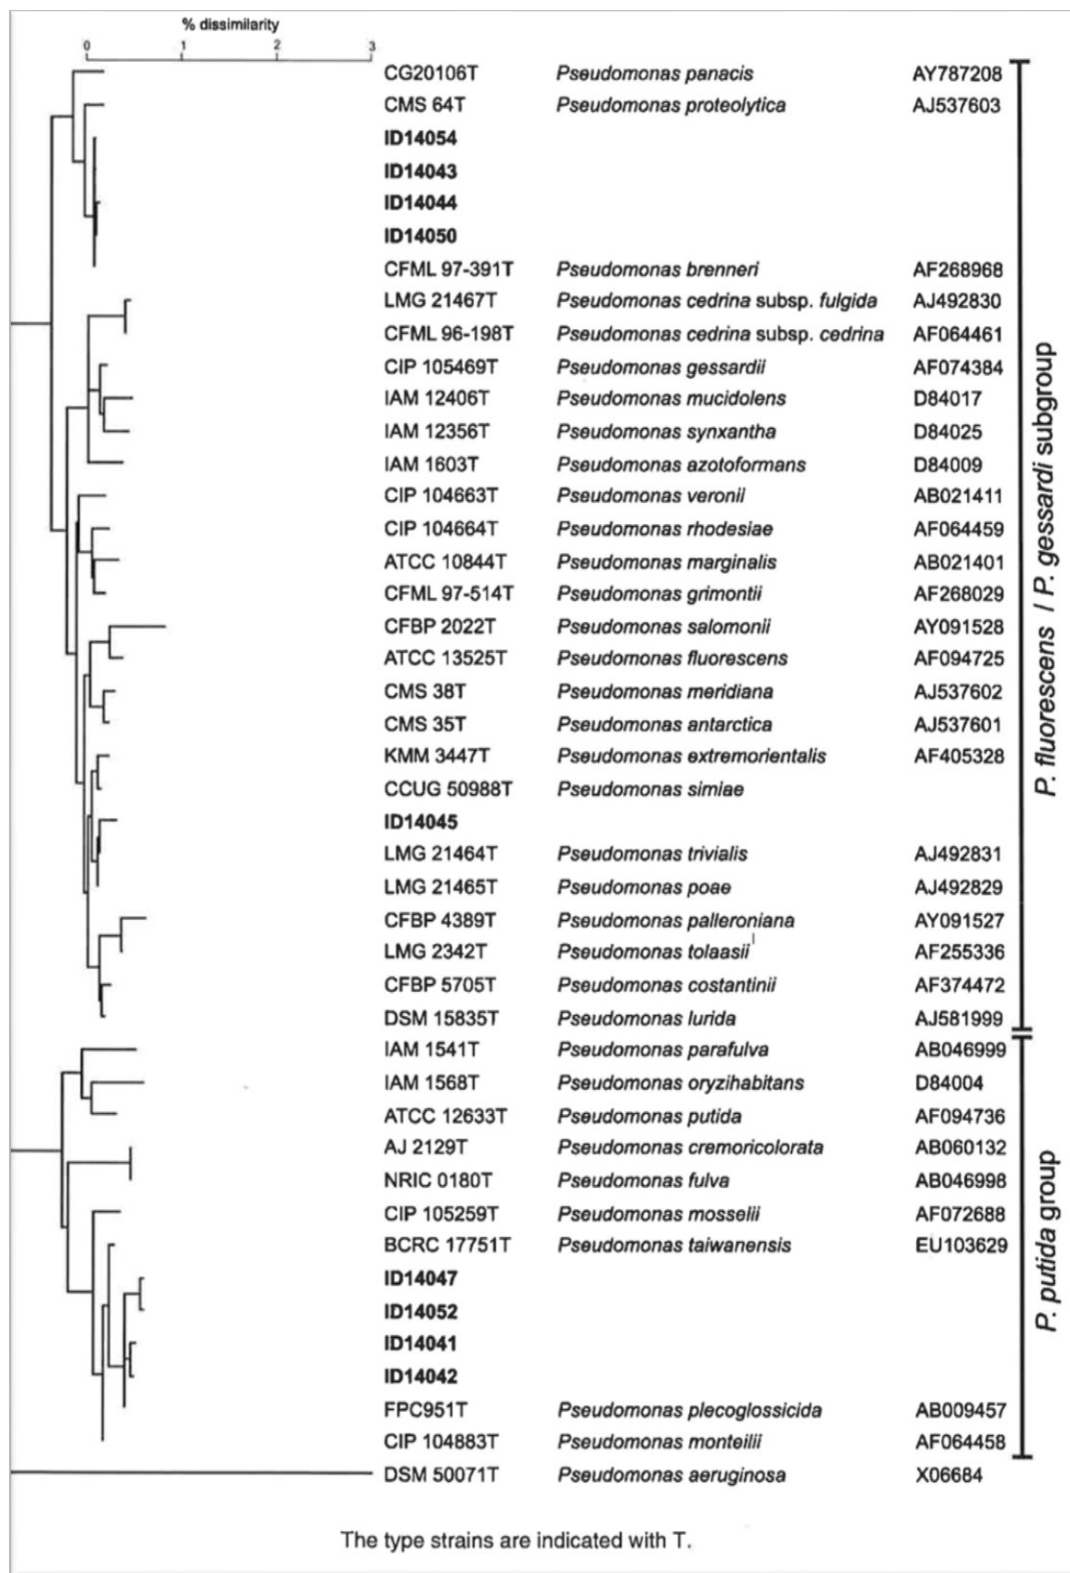 % dissimilarity
0 1 2 3
CG20106T Pseudomonas panacis AY787208
CMS 64T Pseudomonas proteolytica AJ537603
ID14054
ID14043
ID14044
ID14050
CFML 97-391T Pseudomonas brenneri AF268968
LMG 21467T Pseudomonas cedrina subsp. fulgida AJ492830
CFML 96-198T Pseudomonas cedrina subsp. cedrina AF064461
CIP 105469T Pseudomonas gessardii AF074384
IAM 12406T Pseudomonas mucidolens D84017
IAM 12356T Pseudomonas synxantha D84025
IAM 1603T Pseudomonas azotoformans D84009
CIP 104663T Pseudomonas veronii AB021411
CIP 104664T Pseudomonas rhodesiae AF064459
ATCC 10844T Pseudomonas marginalis AB021401
CFML 97-514T Pseudomonas grimontii AF268029
CFBP 2022T Pseudomonas salomonii AY091528
ATCC 13525T Pseudomonas fluorescens AF094725
CMS 38T Pseudomonas meridiana AJ537602
CMS 35T Pseudomonas antarctica AJ537601
KMM 3447T Pseudomonas extremorientalis AF405328
CCUG 50988T Pseudomonas simiae
ID14045
LMG 21464T Pseudomonas trivialis AJ492831
LMG 21465T Pseudomonas poae AJ492829
CFBP 4389T Pseudomonas palleroniana AY091527
LMG 2342T Pseudomonas tolaasii AF255336
CFBP 5705T Pseudomonas costantinii AF374472
DSM 15835T Pseudomonas lurida AJ581999
P. fluorescens / P. gessardi subgroup
IAM 1541T Pseudomonas parafulva AB046999
IAM 1568T Pseudomonas oryzihabitans D84004
ATCC 12633T Pseudomonas putida AF094736
AJ 2129T Pseudomonas cremoricolorata AB060132
NRIC 0180T Pseudomonas fulva AB046998
CIP 105259T Pseudomonas mosselii AF072688
BCRC 17751T Pseudomonas taiwanensis EU103629
ID14047
ID14052
ID14041
ID14042
FPC951T Pseudomonas plecoglossicida AB009457
CIP 104883T Pseudomonas monteilii AF064458
P. putida group
DSM 50071T Pseudomonas aeruginosa X06684
The type strains are indicated with T.